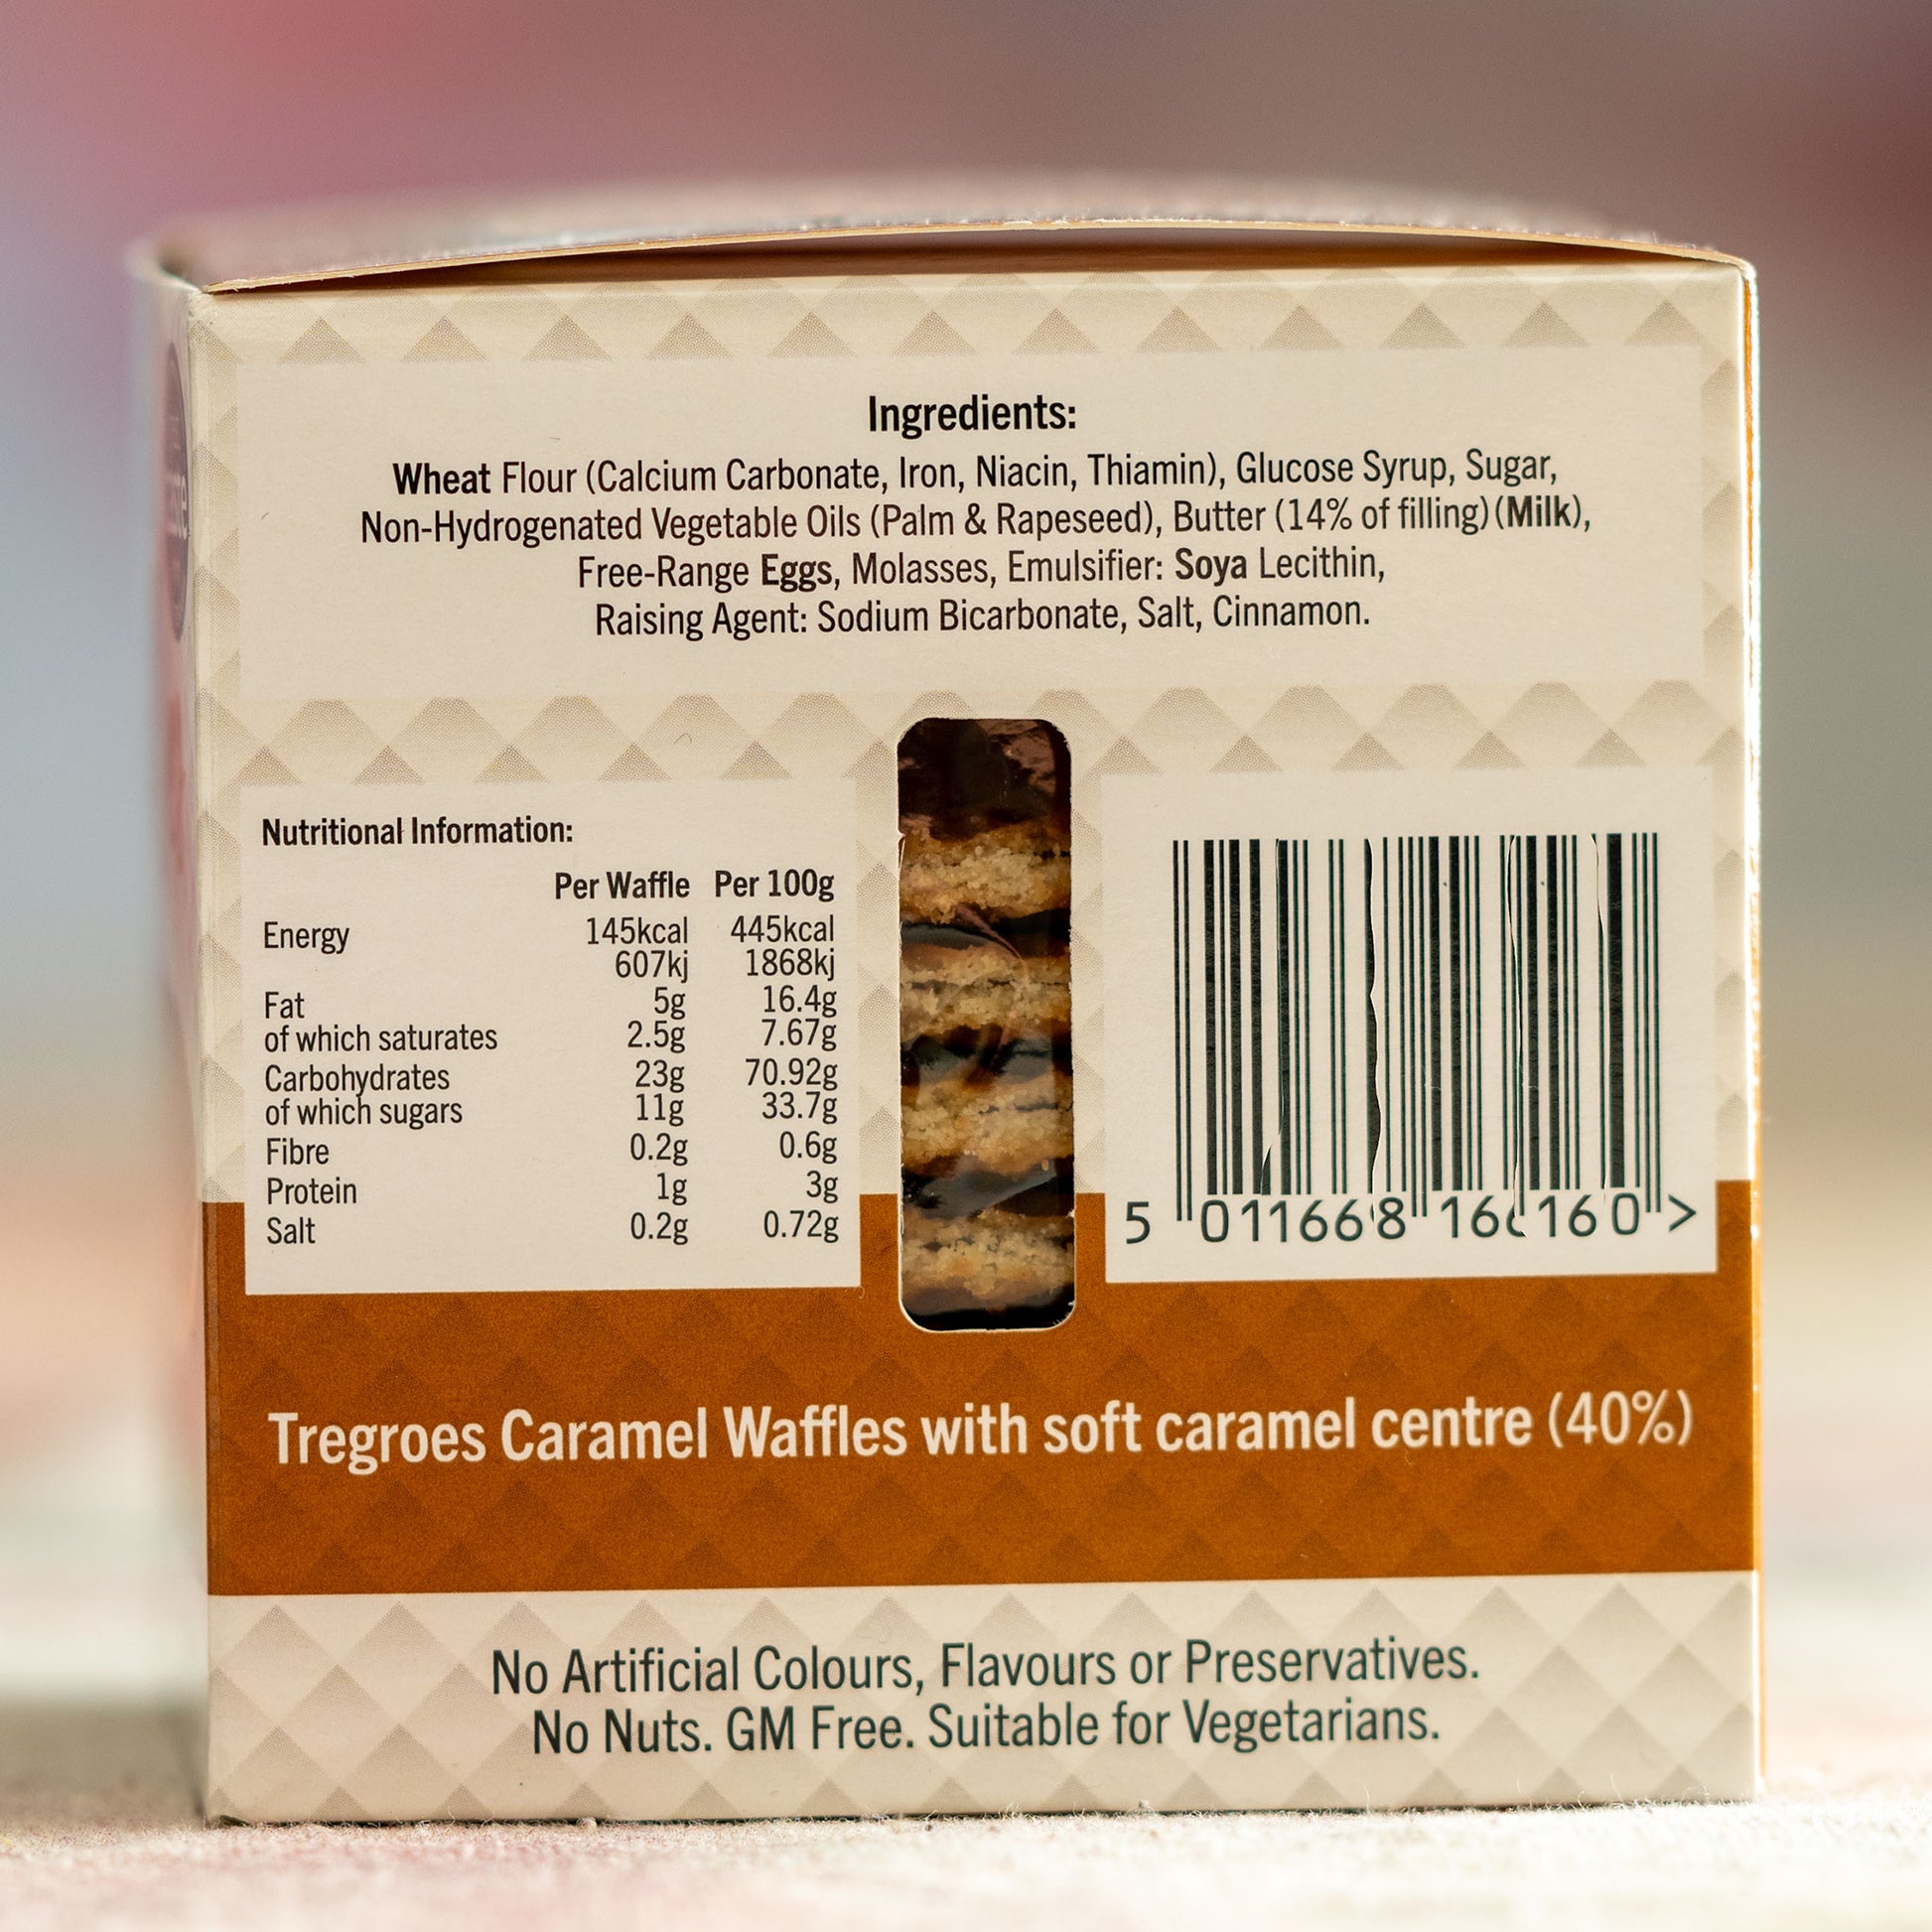 Ingredients:
Wheat Flour (Calcium Carbonate, Iron, Niacin, Thiamin), Glucose Syrup, Sugar,
Non-Hydrogenated Vegetable Oils (Palm & Rapeseed), Butter (14% of filling) (Milk),
Free-Range Eggs, Molasses, Emulsifier: Soya Lecithin,
Raising Agent: Sodium Bicarbonate, Salt, Cinnamon.
Nutritional Information:
Per Waffle Per 100g
Energy 145kcal 445kcal
607kj 1868kj
Fat 5g 16.4g
of which saturates 2.5g 7.67g
Carbohydrates 23g 70.92g
of which sugars 11g 33.7g
Fibre 0.2g 0.6g
Protein 1g 3g
Salt 0.2g 0.72g
5 011668 >
Tregroes Caramel Waffles with soft caramel centre (40%)
No Artificial Colours, Flavours or Preservatives.
No Nuts. GM Free. Suitable for Vegetarians.